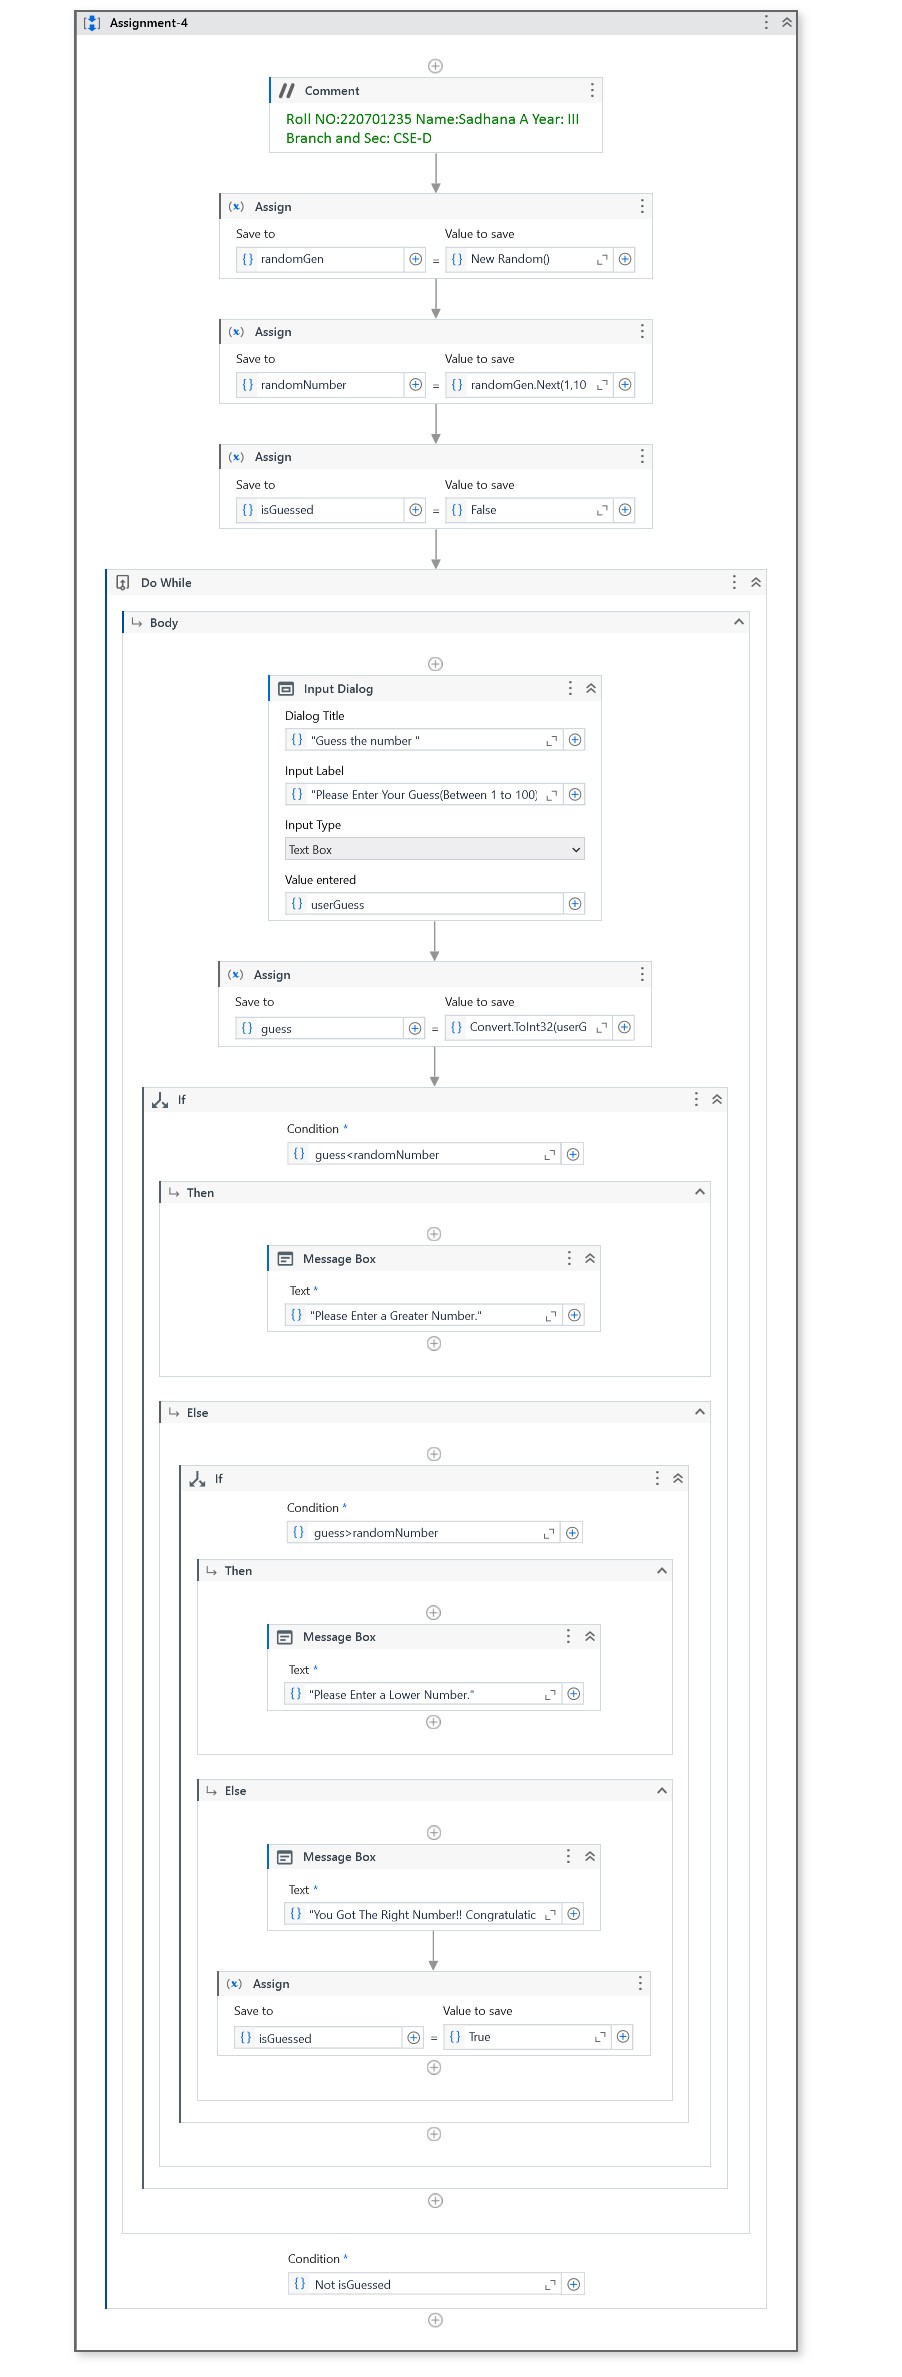 Assignment-4
Comment
Roll NO:220701235 Name:Sadhana A Year: III
Branch and Sec: CSE-D
Assign
Save to Value to save
randomGen = New Random()
Assign
Save to Value to save
randomNumber = randomGen.Next(1,10
Assign
Save to Value to save
isGuessed = False
Do While
Body
Input Dialog
Dialog Title
"Guess the number "
Input Label
"Please Enter Your Guess(Between 1 to 100)
Input Type
Text Box
Value entered
userGuess
Assign
Save to Value to save
guess = Convert.ToInt32(userG
If
Condition *
guess<randomNumber
Then
Message Box
Text *
"Please Enter a Greater Number."
Else
If
Condition *
guess>randomNumber
Then
Message Box
Text *
"Please Enter a Lower Number."
Else
Message Box
Text *
"You Got The Right Number!! Congratulatic
Assign
Save to Value to save
isGuessed = True
Condition *
Not isGuessed